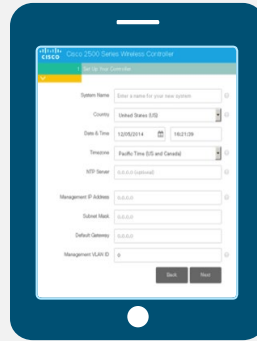 CISCO Cisco 2500 Series Wireless Controller
1 Set Up Your Controller
System Name Enter a name for your new system
Country United States (US)
Date & Time 12/05/2014 16:21:29
Timezone Pacific Time (US and Canada)
NTP Server 0.0.0.0 (optional)
Management IP Address 0.0.0.0
Subnet Mask 0.0.0.0
Default Gateway 0.0.0.0
Management VLAN ID 0
Back Next